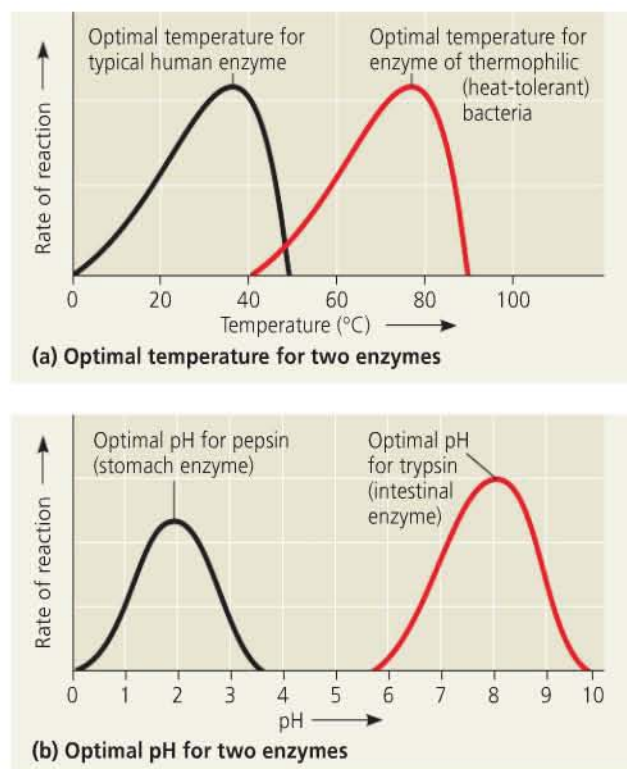 Optimal temperature for
typical human enzyme
Optimal temperature for
enzyme of thermophilic
(heat-tolerant)
bacteria
Rate of reaction
0 20 40 60 80 100
Temperature (°C)
(a) Optimal temperature for two enzymes
Optimal pH for pepsin
(stomach enzyme)
Optimal pH
for trypsin
(intestinal
enzyme)
Rate of reaction
0 1 2 3 4 5 6 7 8 9 10
pH
(b) Optimal pH for two enzymes